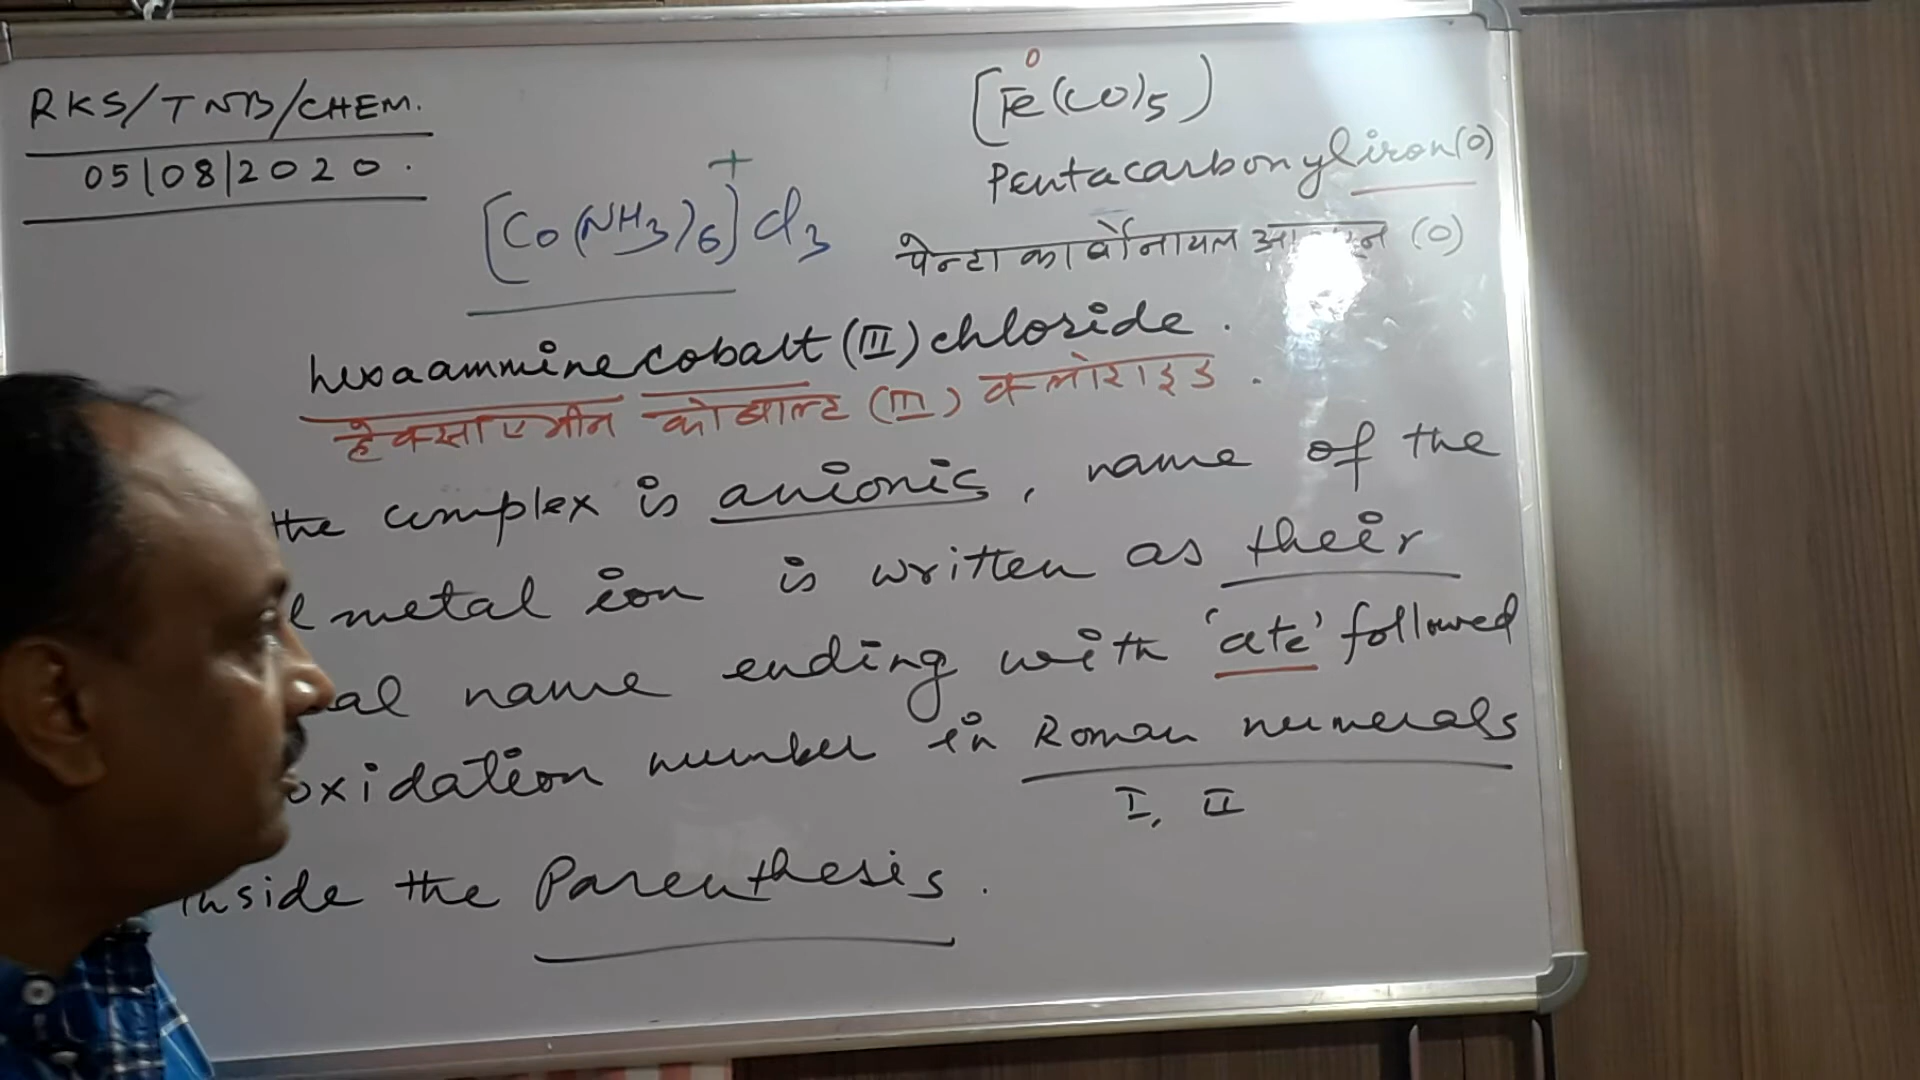 RKS/TNB/CHEM.
05/08/2020.
[Fe(CO)5]
0
Pentacarbonyliron(0)
पेन्टाकार्बोनायल (0)
+
[Co(NH3)6]Cl3
hexaamminecobalt(III)chloride.
हेक्साएमीन कोबाल्ट (III) क्लोराइड.
the complex is anionic, name of the
metal ion is written as their
name ending with 'ate' followed
oxidation number in Roman numerals
I, II
inside the Parenthesis.